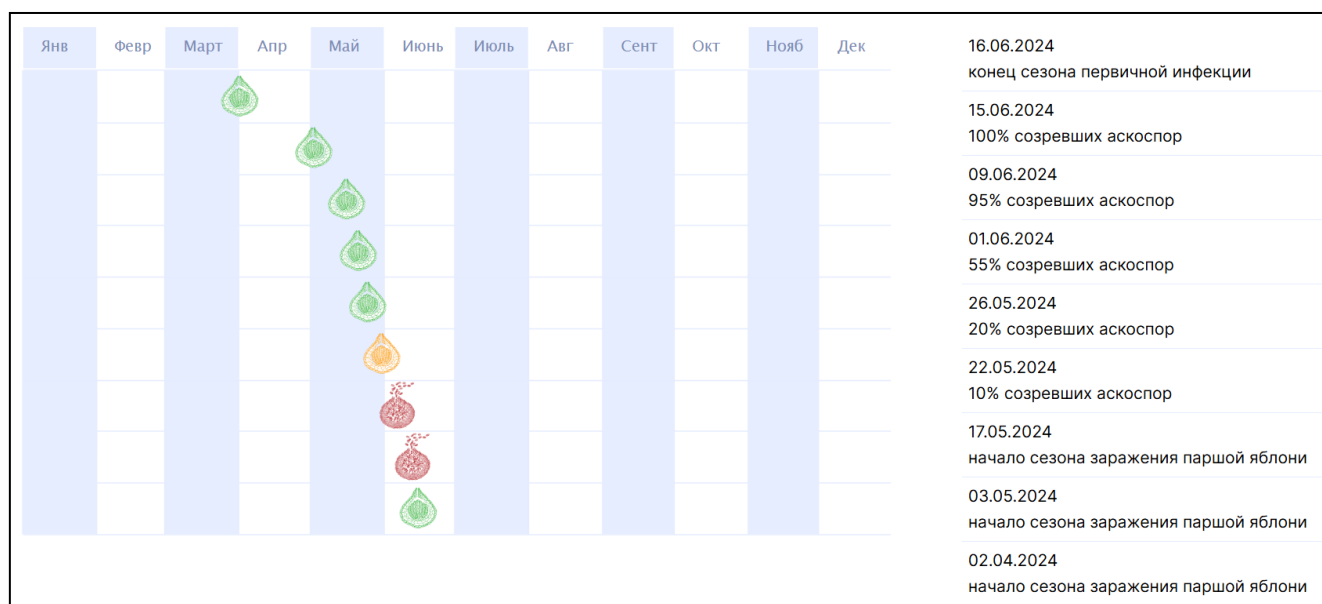 Янв Февр Март Апр Май Июнь Июль Авг Сент Окт Нояб Дек
16.06.2024
конец сезона первичной инфекции
15.06.2024
100% созревших аскоспор
09.06.2024
95% созревших аскоспор
01.06.2024
55% созревших аскоспор
26.05.2024
20% созревших аскоспор
22.05.2024
10% созревших аскоспор
17.05.2024
начало сезона заражения паршой яблони
03.05.2024
начало сезона заражения паршой яблони
02.04.2024
начало сезона заражения паршой яблони